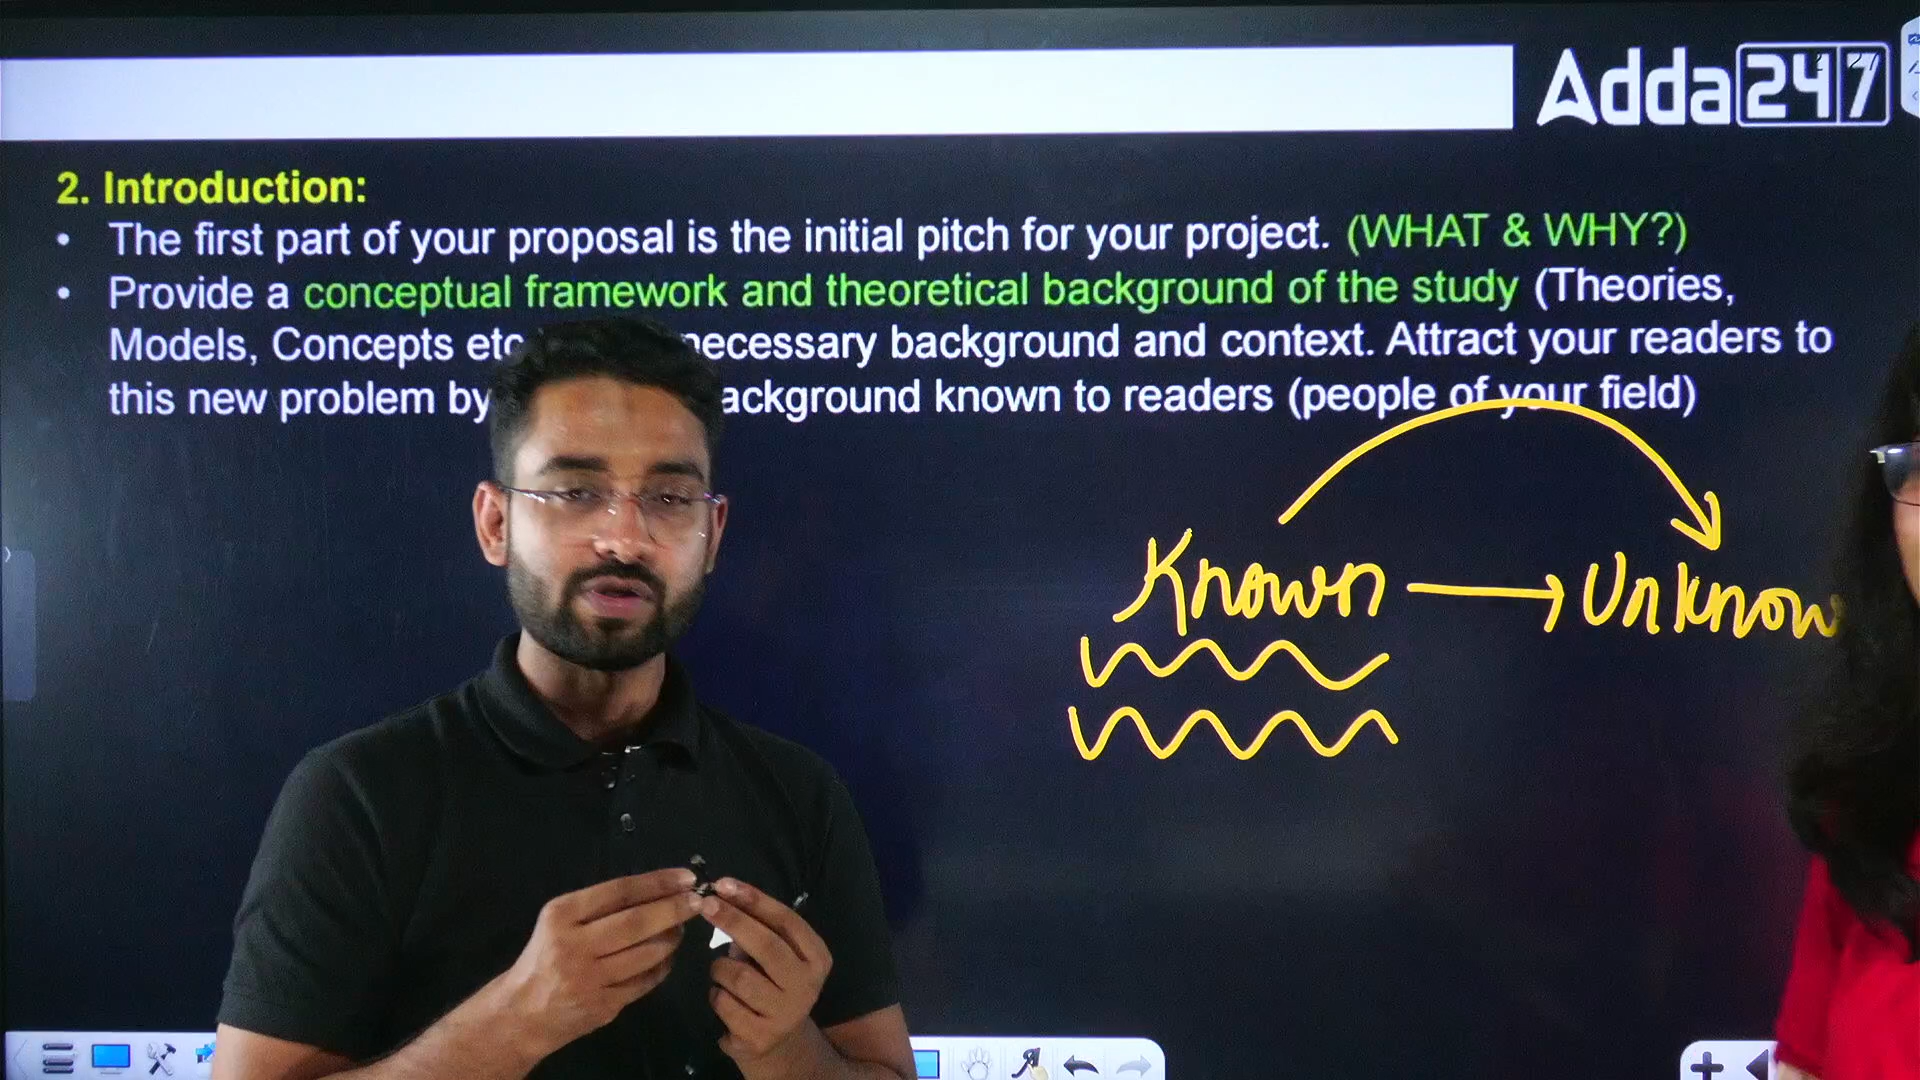 Adda247
2. Introduction:
• The first part of your proposal is the initial pitch for your project. (WHAT & WHY?)
• Provide a conceptual framework and theoretical background of the study (Theories,
Models, Concepts etc necessary background and context. Attract your readers to
this new problem by ackground known to readers (people of your field)
Known → Unknow